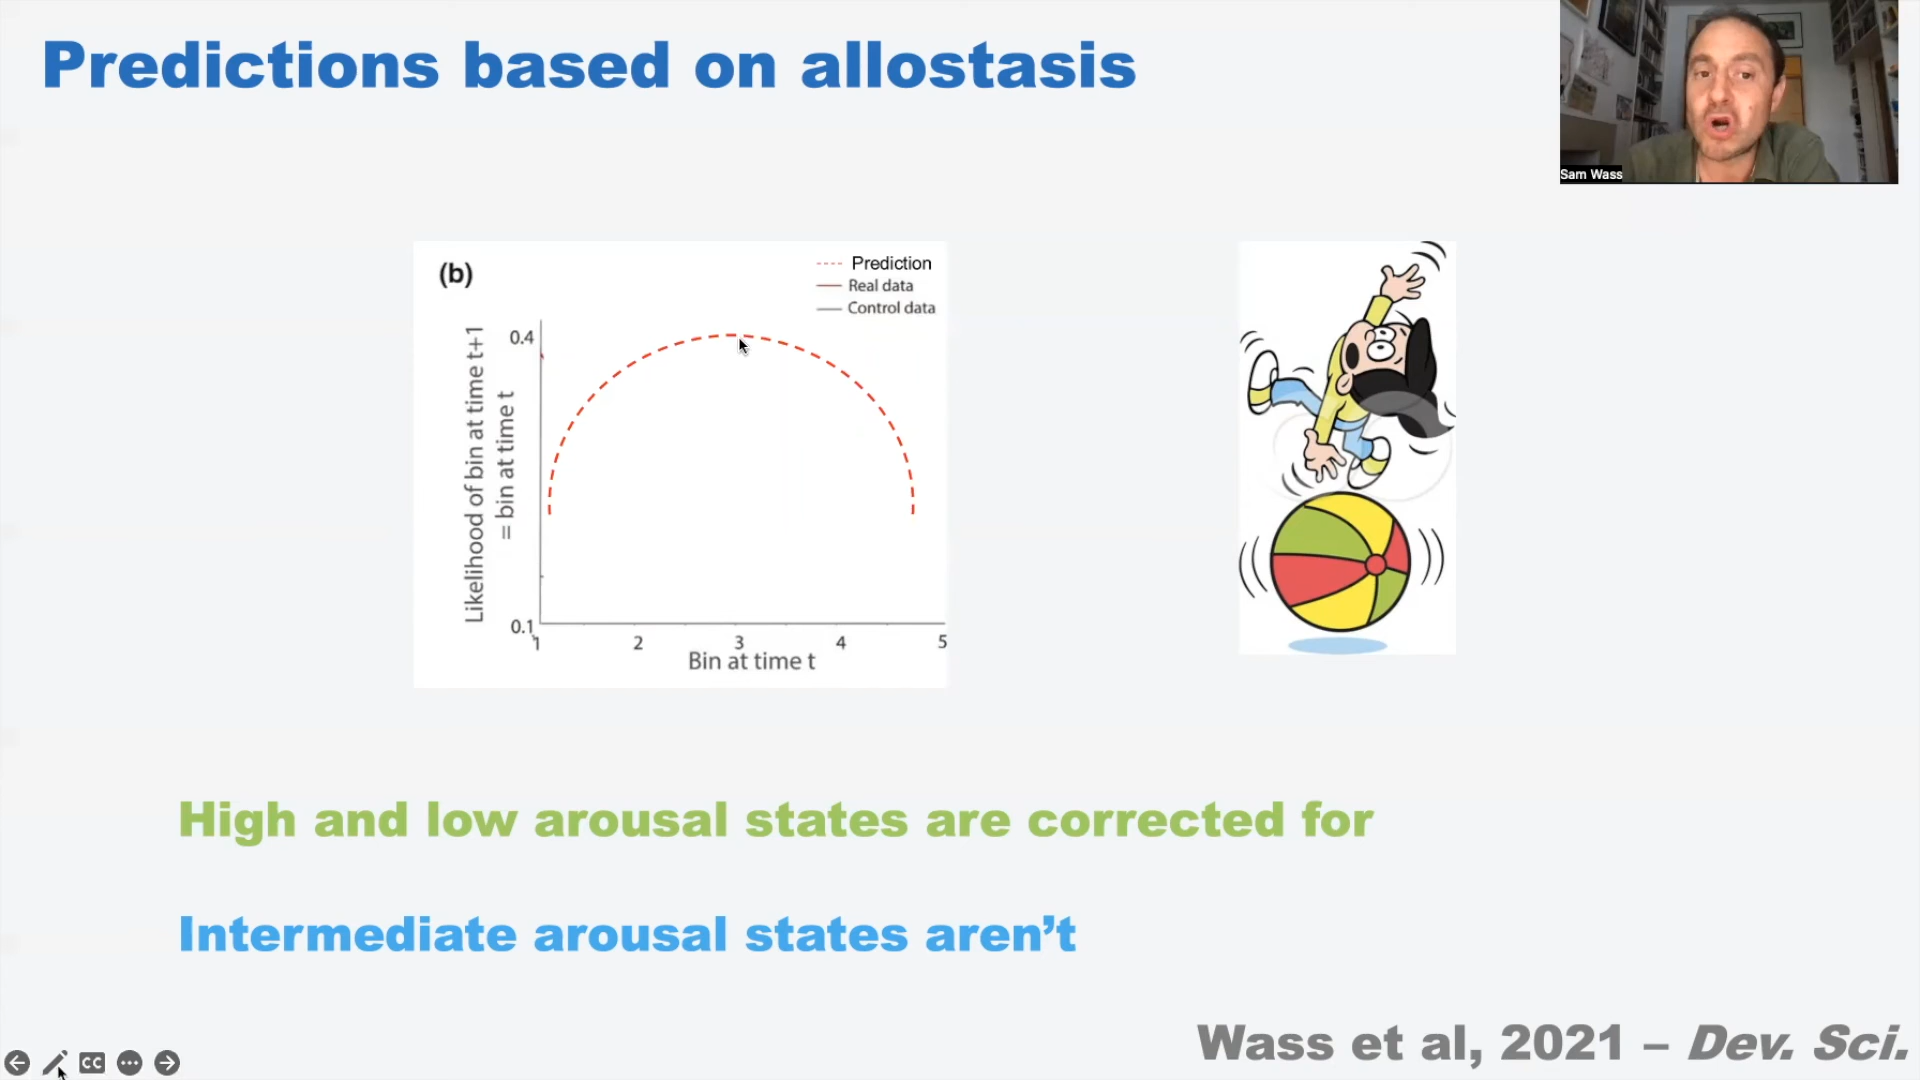 Predictions based on allostasis
Sam Wass
(b)
Prediction
Real data
Control data
Likelihood of bin at time t+1
= bin at time t
0.4
0.1
1 2 3 4 5
Bin at time t
High and low arousal states are corrected for
Intermediate arousal states aren’t
Wass et al, 2021 – Dev. Sci.
CC